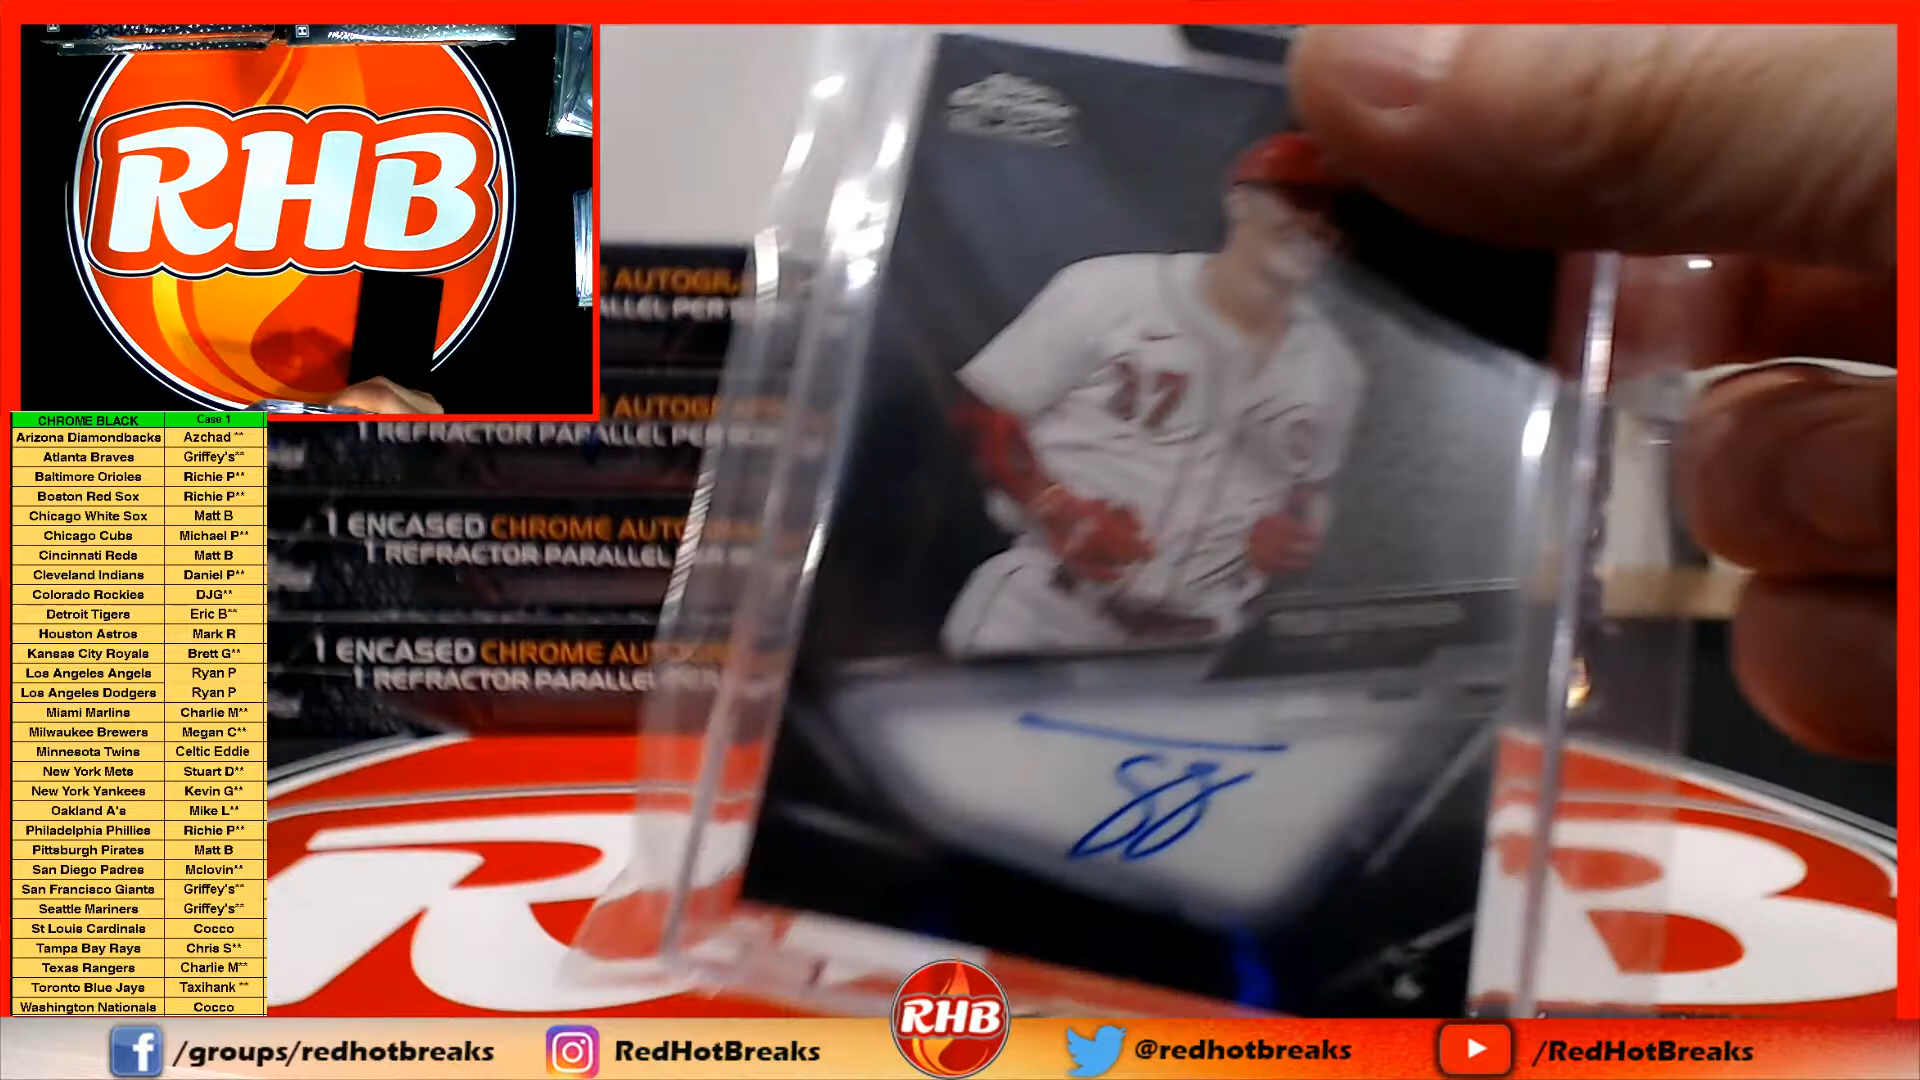 RHB
CHROME BLACK Case 1
Arizona Diamondbacks Azchad **
Atlanta Braves Griffey's**
Baltimore Orioles Richie P**
Boston Red Sox Richie P**
Chicago White Sox Matt B
Chicago Cubs Michael P**
Cincinnati Reds Matt B
Cleveland Indians Daniel P**
Colorado Rockies DJG**
Detroit Tigers Eric B**
Houston Astros Mark R
Kansas City Royals Brett G**
Los Angeles Angels Ryan P
Los Angeles Dodgers Ryan P
Miami Marlins Charlie M**
Milwaukee Brewers Megan C**
Minnesota Twins Celtic Eddie
New York Mets Stuart D**
New York Yankees Kevin G**
Oakland A's Mike L**
Philadelphia Phillies Richie P**
Pittsburgh Pirates Matt B
San Diego Padres Mclovin**
San Francisco Giants Griffey's**
Seattle Mariners Griffey's**
St Louis Cardinals Cocco
Tampa Bay Rays Chris S**
Texas Rangers Charlie M**
Toronto Blue Jays Taxihank **
Washington Nationals Cocco
1 REFRACTOR PARALLEL PER
1 ENCASED CHROME AUTOGRA
1 REFRACTOR PARALLEL PER
1 ENCASED CHROME AU
1 REFRACTOR PARALLEL
R
B
RHB
/groups/redhotbreaks
RedHotBreaks
@redhotbreaks
/RedHotBreaks